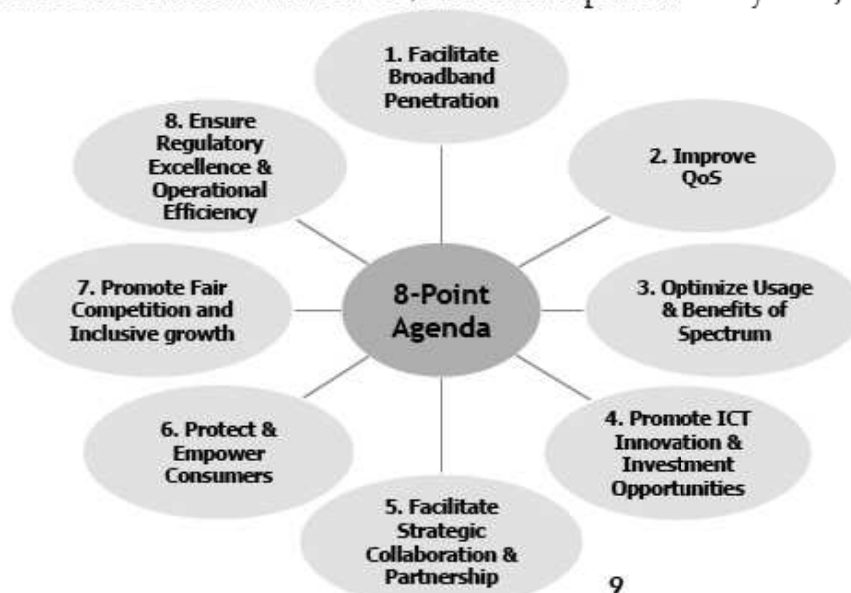 1. Facilitate
Broadband
Penetration
2. Improve
QoS
3. Optimize Usage
& Benefits of
Spectrum
4. Promote ICT
Innovation &
Investment
Opportunities
5. Facilitate
Strategic
Collaboration &
Partnership
6. Protect &
Empower
Consumers
7. Promote Fair
Competition and
Inclusive growth
8. Ensure
Regulatory
Excellence &
Operational
Efficiency
8-Point
Agenda
9